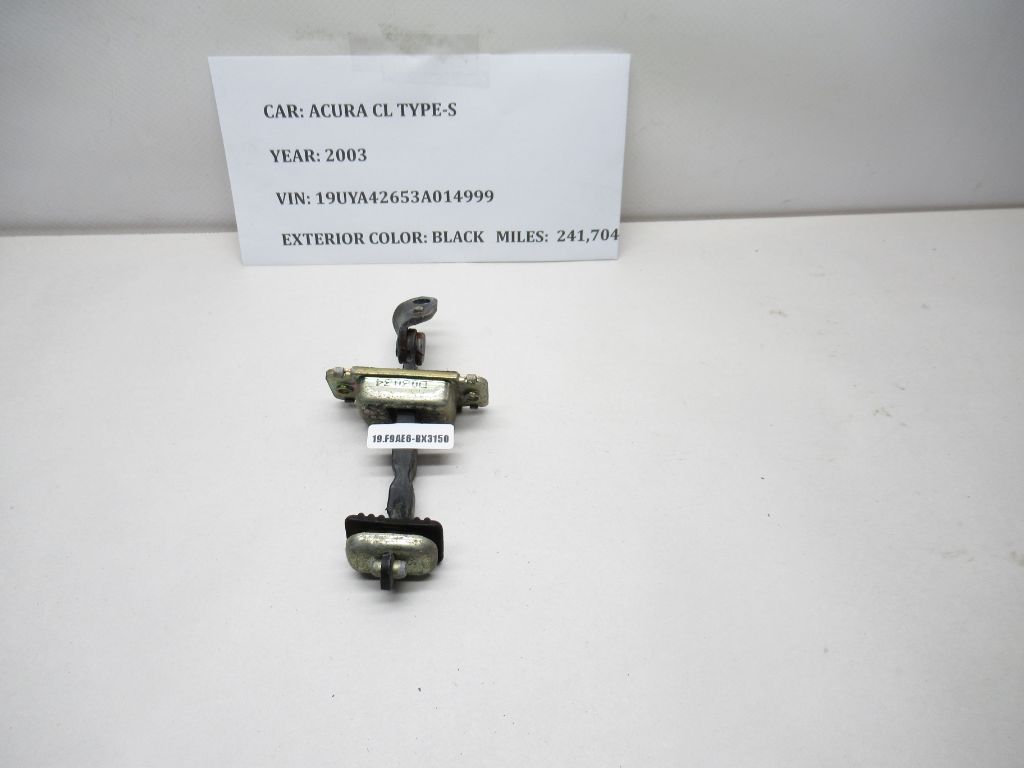 CAR: ACURA CL TYPE-S
YEAR: 2003
VIN: 19UYA42653A014999
EXTERIOR COLOR: BLACK MILES: 241,704
19.F9AE6-BX3150